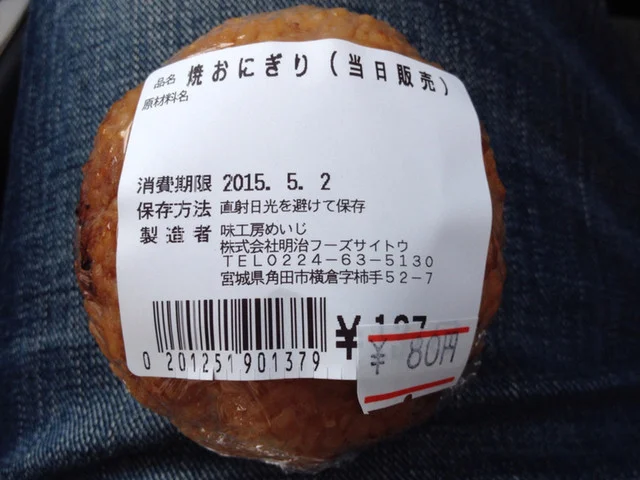 品名 焼おにぎり(当日販売)
原材料名
消費期限 2015. 5. 2
保存方法 直射日光を避けて保存
製造者 味工房めいじ
株式会社明治フーズサイトウ
TEL0224-63-5130
宮城県角田市横倉字柿手52-7
0 201251 901379
¥
¥ 80円